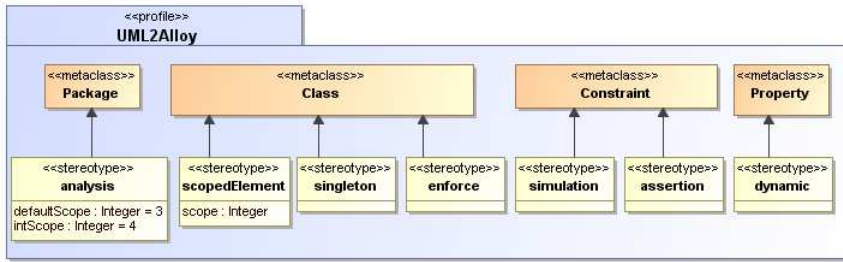 <<profile>>
UML2Alloy
<<metaclass>>
Package
<<metaclass>>
Class
<<metaclass>>
Constraint
<<metaclass>>
Property
<<stereotype>>
analysis
defaultScope : Integer = 3
intScope : Integer = 4
<<stereotype>>
scopedElement
scope : Integer
<<stereotype>>
singleton
<<stereotype>>
enforce
<<stereotype>>
simulation
<<stereotype>>
assertion
<<stereotype>>
dynamic